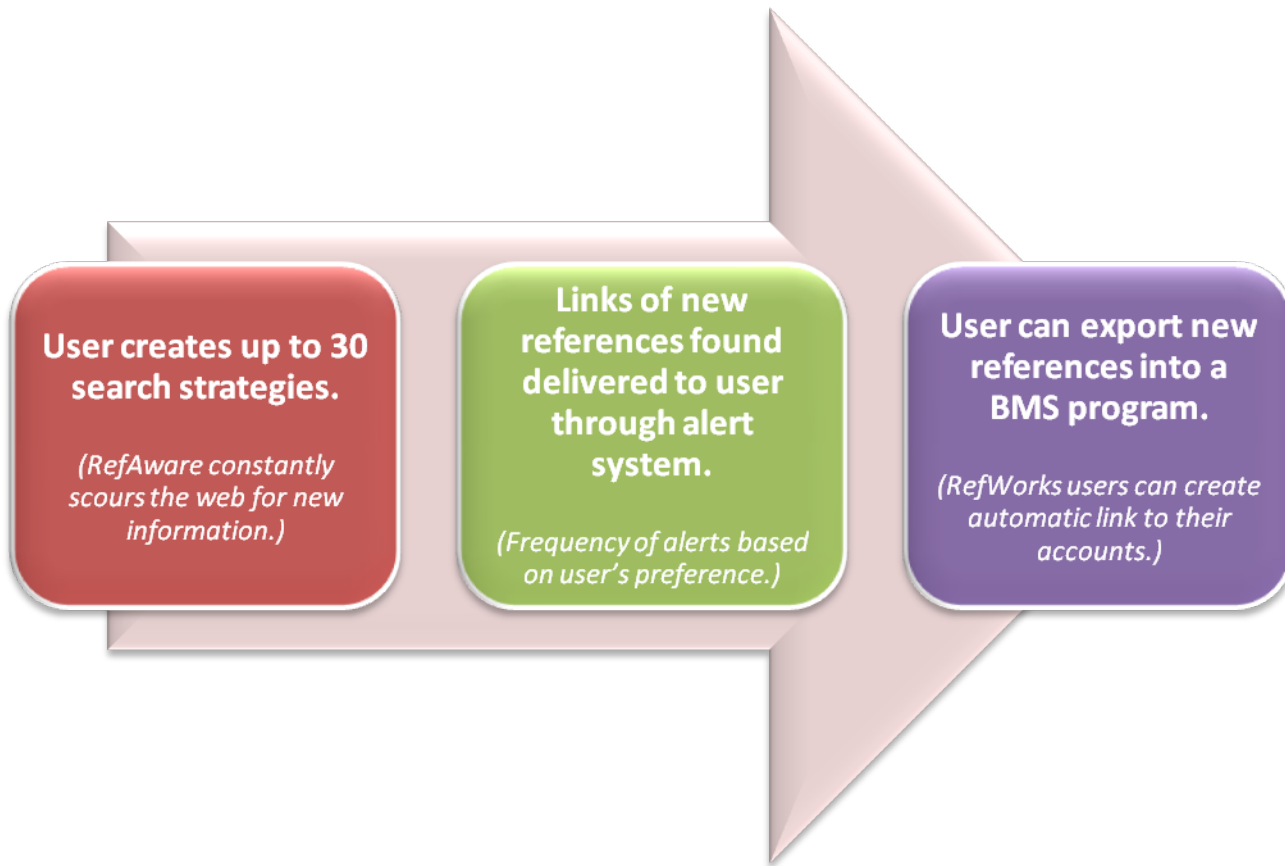 User creates up to 30
search strategies.
(RefAware constantly
scours the web for new
information.)
Links of new
references found
delivered to user
through alert
system.
(Frequency of alerts based
on user's preference.)
User can export new
references into a
BMS program.
(RefWorks users can create
automatic link to their
accounts.)